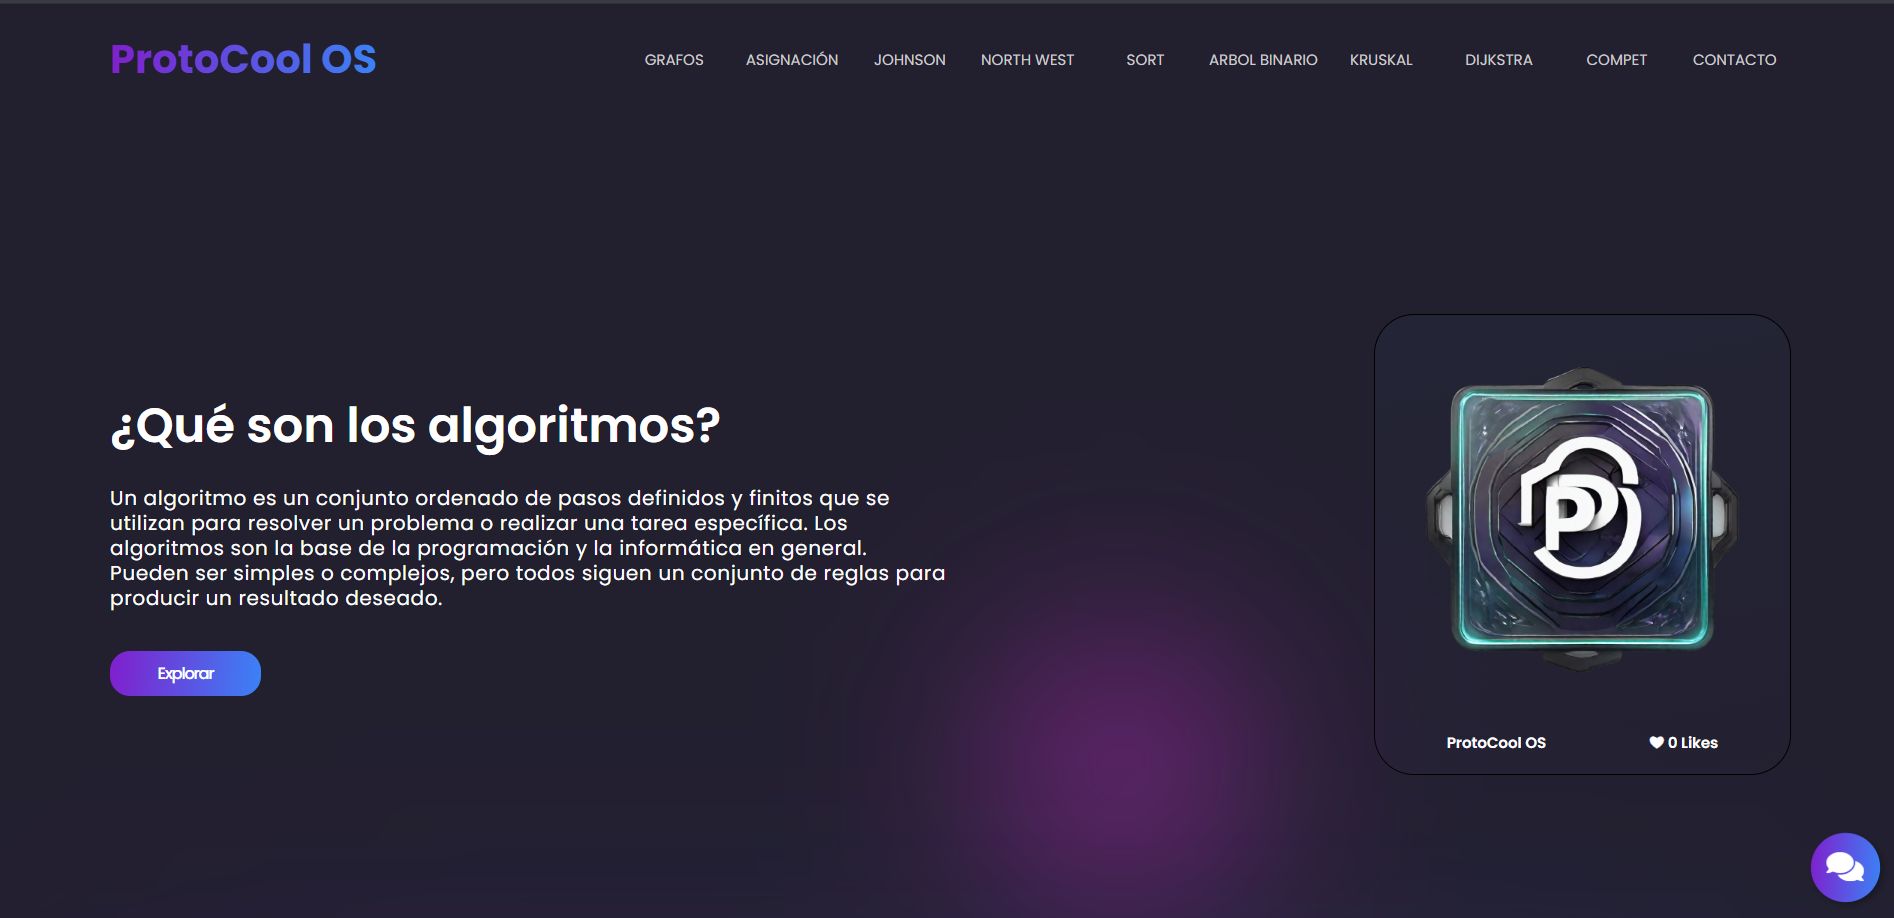 ProtoCool OS
GRAFOS ASIGNACIÓN JOHNSON NORTH WEST SORT ARBOL BINARIO KRUSKAL DIJKSTRA COMPET CONTACTO
¿Qué son los algoritmos?
Un algoritmo es un conjunto ordenado de pasos definidos y finitos que se
utilizan para resolver un problema o realizar una tarea específica. Los
algoritmos son la base de la programación y la informática en general.
Pueden ser simples o complejos, pero todos siguen un conjunto de reglas para
producir un resultado deseado.
Explorar
ProtoCool OS
0 Likes